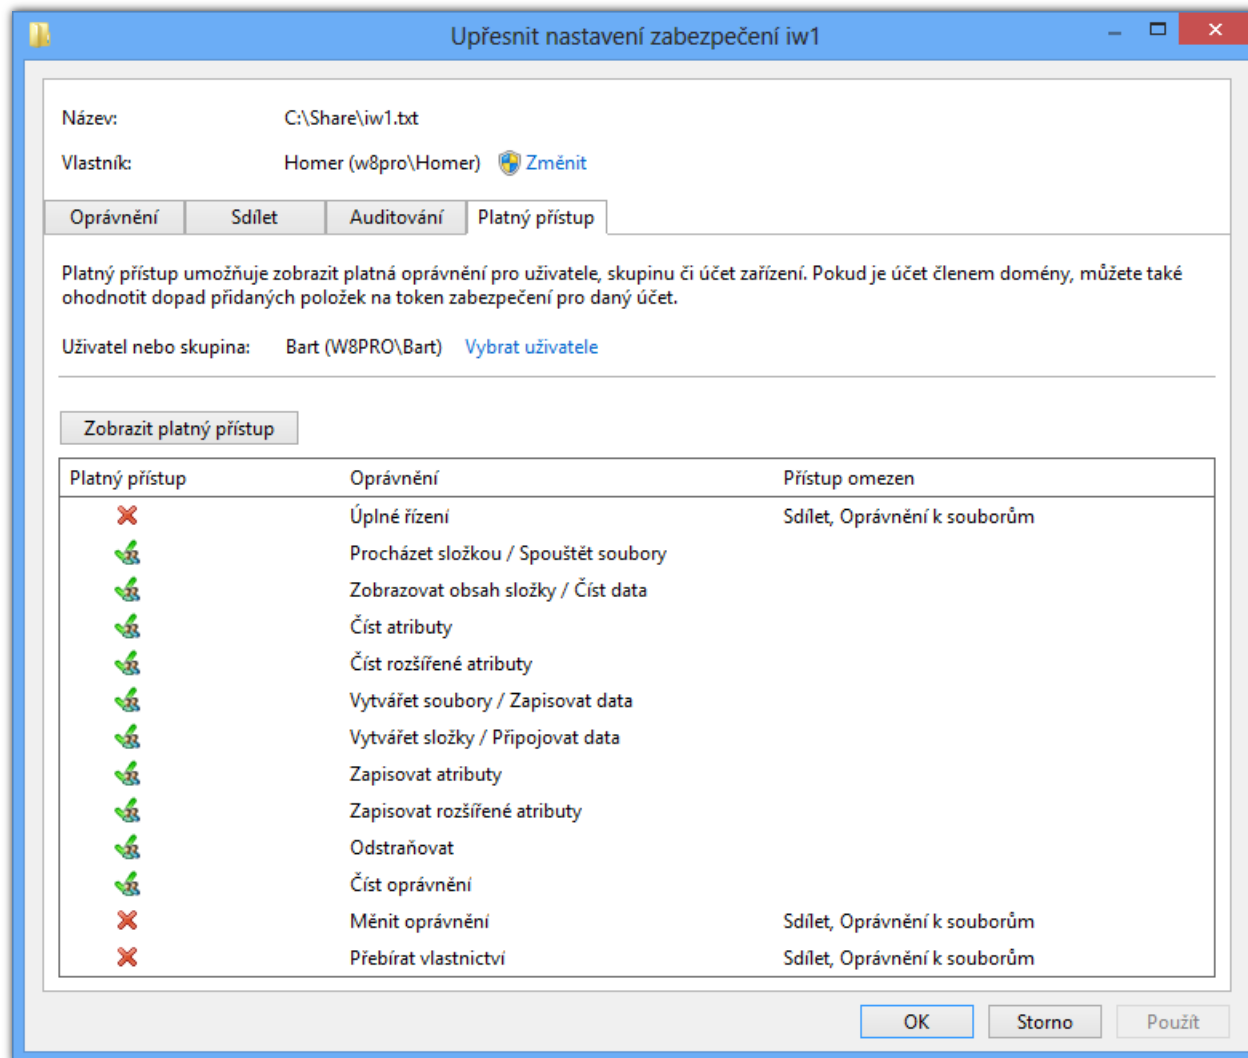 Upřesnit nastavení zabezpečení iw1
Název: C:\Share\iw1.txt
Vlastník: Homer (w8pro\Homer) Změnit
Oprávnění Sdílet Auditování Platný přístup
Platný přístup umožňuje zobrazit platná oprávnění pro uživatele, skupinu či účet zařízení. Pokud je účet členem domény, můžete také
ohodnotit dopad přidaných položek na token zabezpečení pro daný účet.
Uživatel nebo skupina: Bart (W8PRO\Bart) Vybrat uživatele
Zobrazit platný přístup
Platný přístup Oprávnění Přístup omezen
Úplné řízení Sdílet, Oprávnění k souborům
Procházet složkou / Spouštět soubory
Zobrazovat obsah složky / Číst data
Číst atributy
Číst rozšířené atributy
Vytvářet soubory / Zapisovat data
Vytvářet složky / Připojovat data
Zapisovat atributy
Zapisovat rozšířené atributy
Odstraňovat
Číst oprávnění
Měnit oprávnění Sdílet, Oprávnění k souborům
Přebírat vlastnictví Sdílet, Oprávnění k souborům
OK Storno Použít